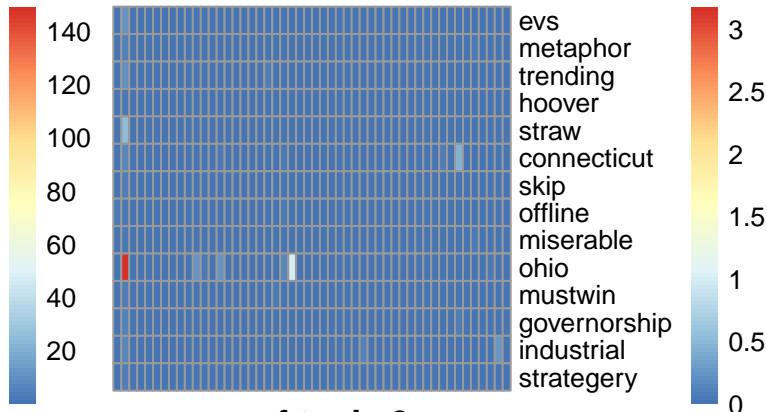 140
120
100
80
60
40
20
evs
metaphor
trending
hoover
straw
connecticut
skip
offline
miserable
ohio
mustwin
governorship
industrial
strategery
3
2.5
2
1.5
1
0.5
0